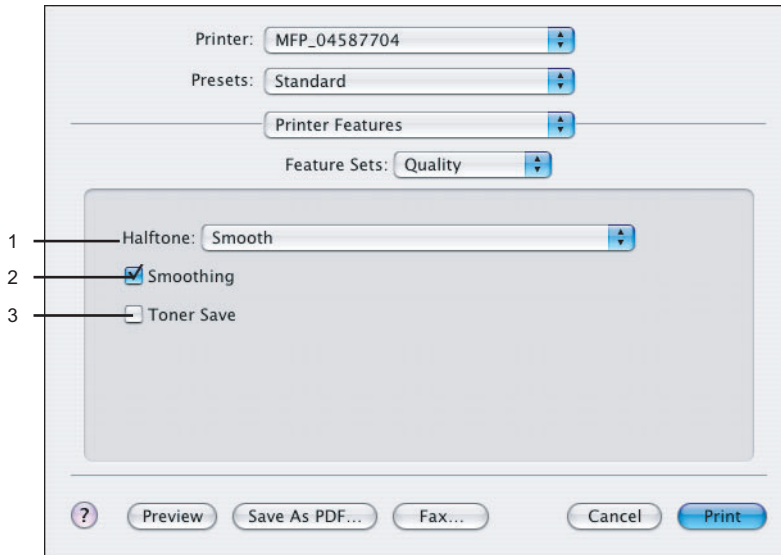 Printer: MFP_04587704
Presets: Standard
Printer Features
Feature Sets: Quality
1 Halftone: Smooth
2 Smoothing
3 Toner Save
? Preview Save As PDF... Fax... Cancel Print